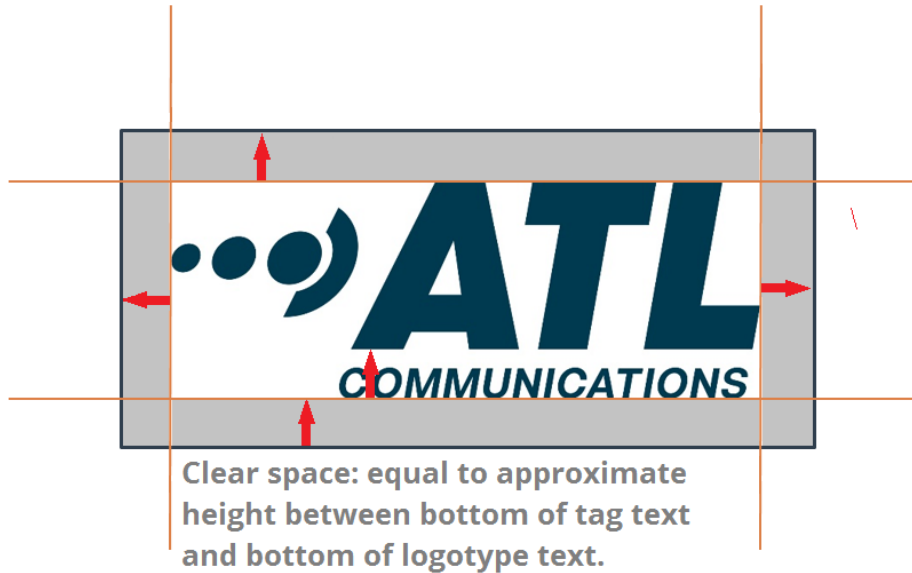 ATL
COMMUNICATIONS
Clear space: equal to approximate
height between bottom of tag text
and bottom of logotype text.